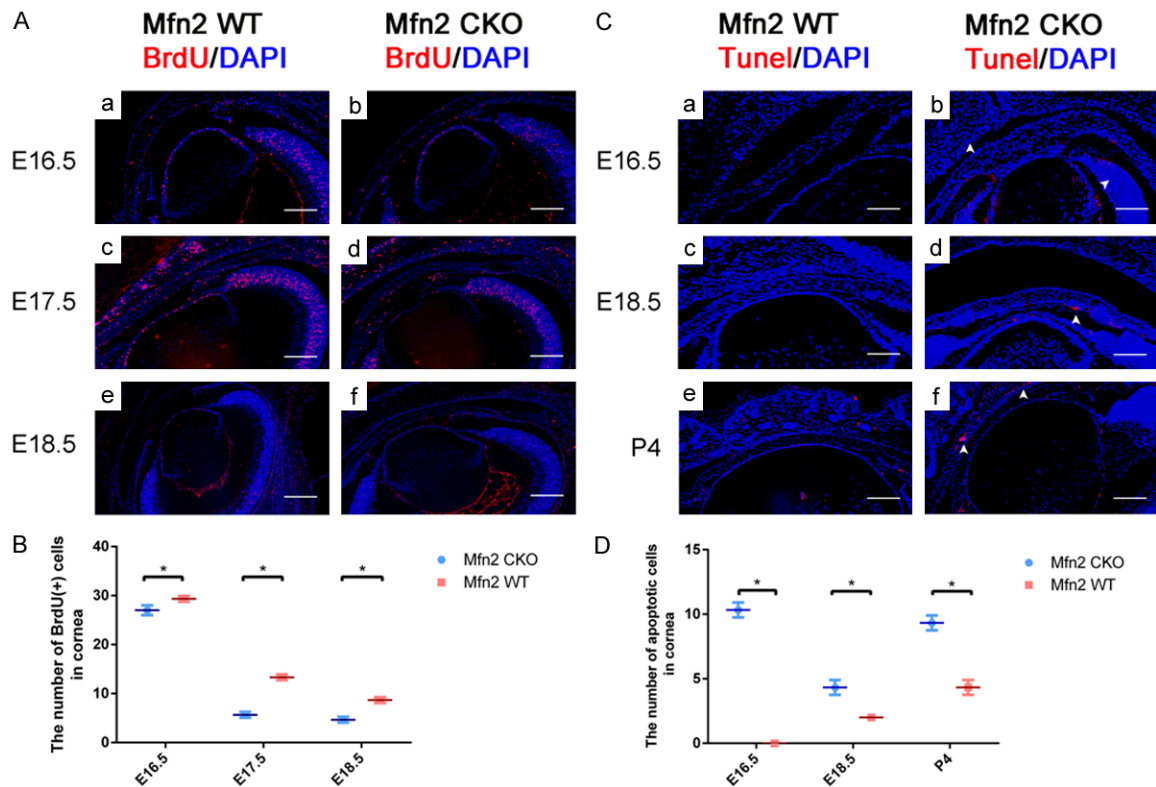 A
Mfn2 WT
BrdU/DAPI
Mfn2 CKO
BrdU/DAPI
a
b
E16.5
c
d
E17.5
e
f
E18.5
B
The number of BrdU(+) cells
in cornea
40
30
20
10
0
*
*
*
Mfn2 CKO
Mfn2 WT
E16.5
E17.5
E18.5
C
Mfn2 WT
Tunel/DAPI
Mfn2 CKO
Tunel/DAPI
a
b
E16.5
c
d
E18.5
e
f
P4
D
The number of apoptotic cells
in cornea
15
10
5
0
*
*
*
Mfn2 CKO
Mfn2 WT
E16.5
E18.5
P4